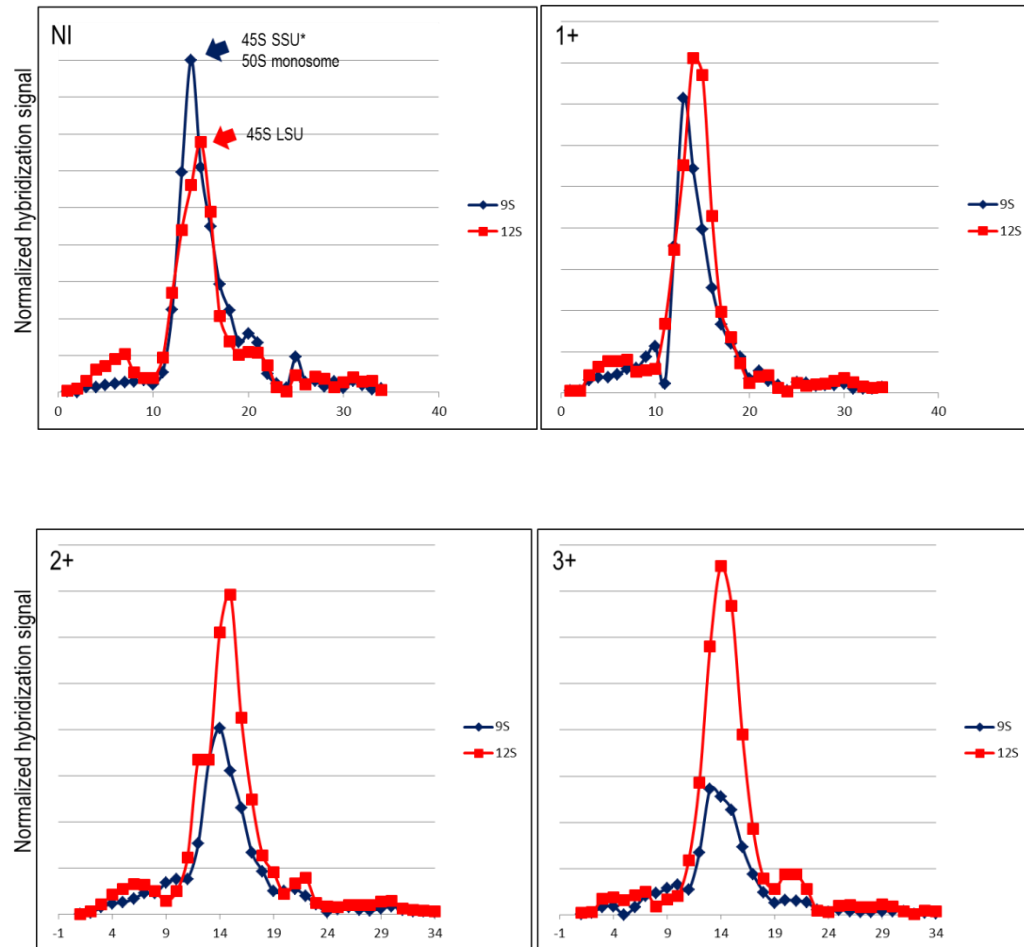 NI
45S SSU*
50S monosome
45S LSU
Normalized hybridization signal
9S
12S
0 10 20 30 40
1+
9S
12S
0 10 20 30 40
2+
Normalized hybridization signal
9S
12S
-1 4 9 14 19 24 29 34
3+
9S
12S
-1 4 9 14 19 24 29 34